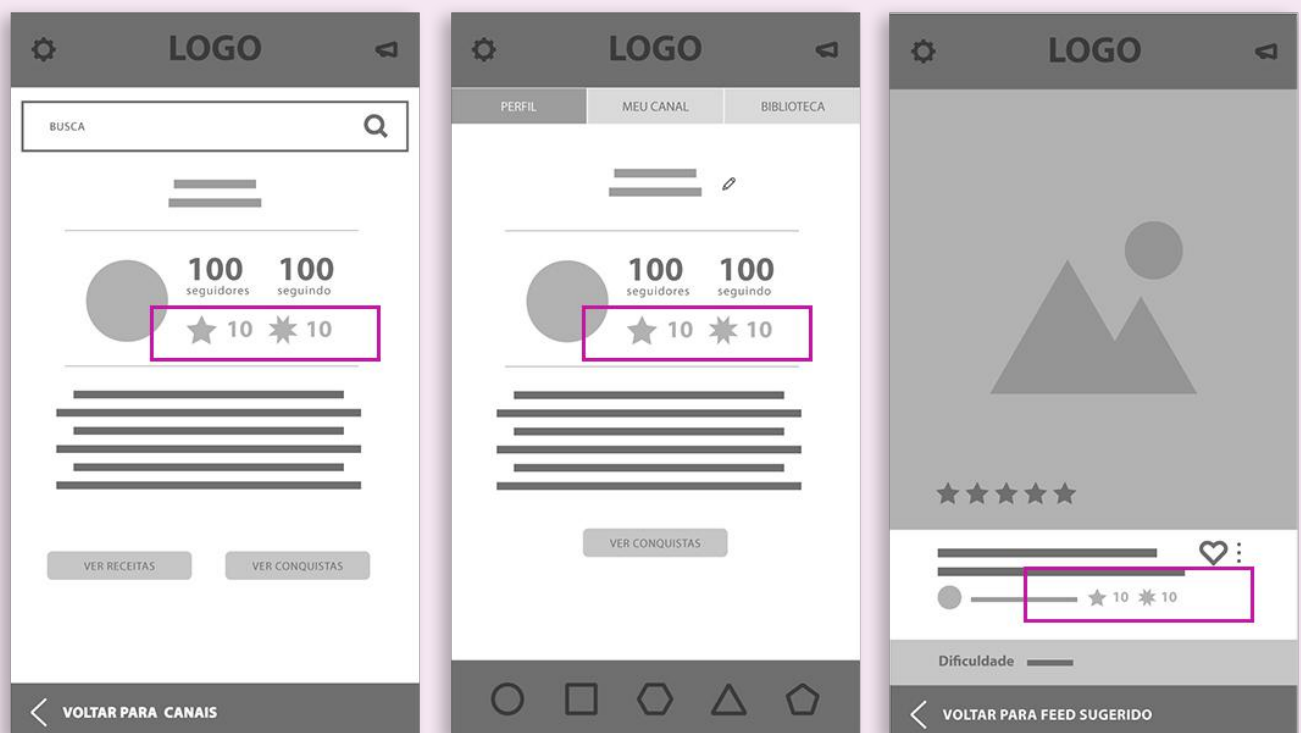 LOGO
BUSCA
100 100
seguidores seguindo
10 10
VER RECEITAS VER CONQUISTAS
VOLTAR PARA CANAIS
LOGO
PERFIL MEU CANAL BIBLIOTECA
100 100
seguidores seguindo
10 10
VER CONQUISTAS
LOGO
10 10
Dificuldade
VOLTAR PARA FEED SUGERIDO